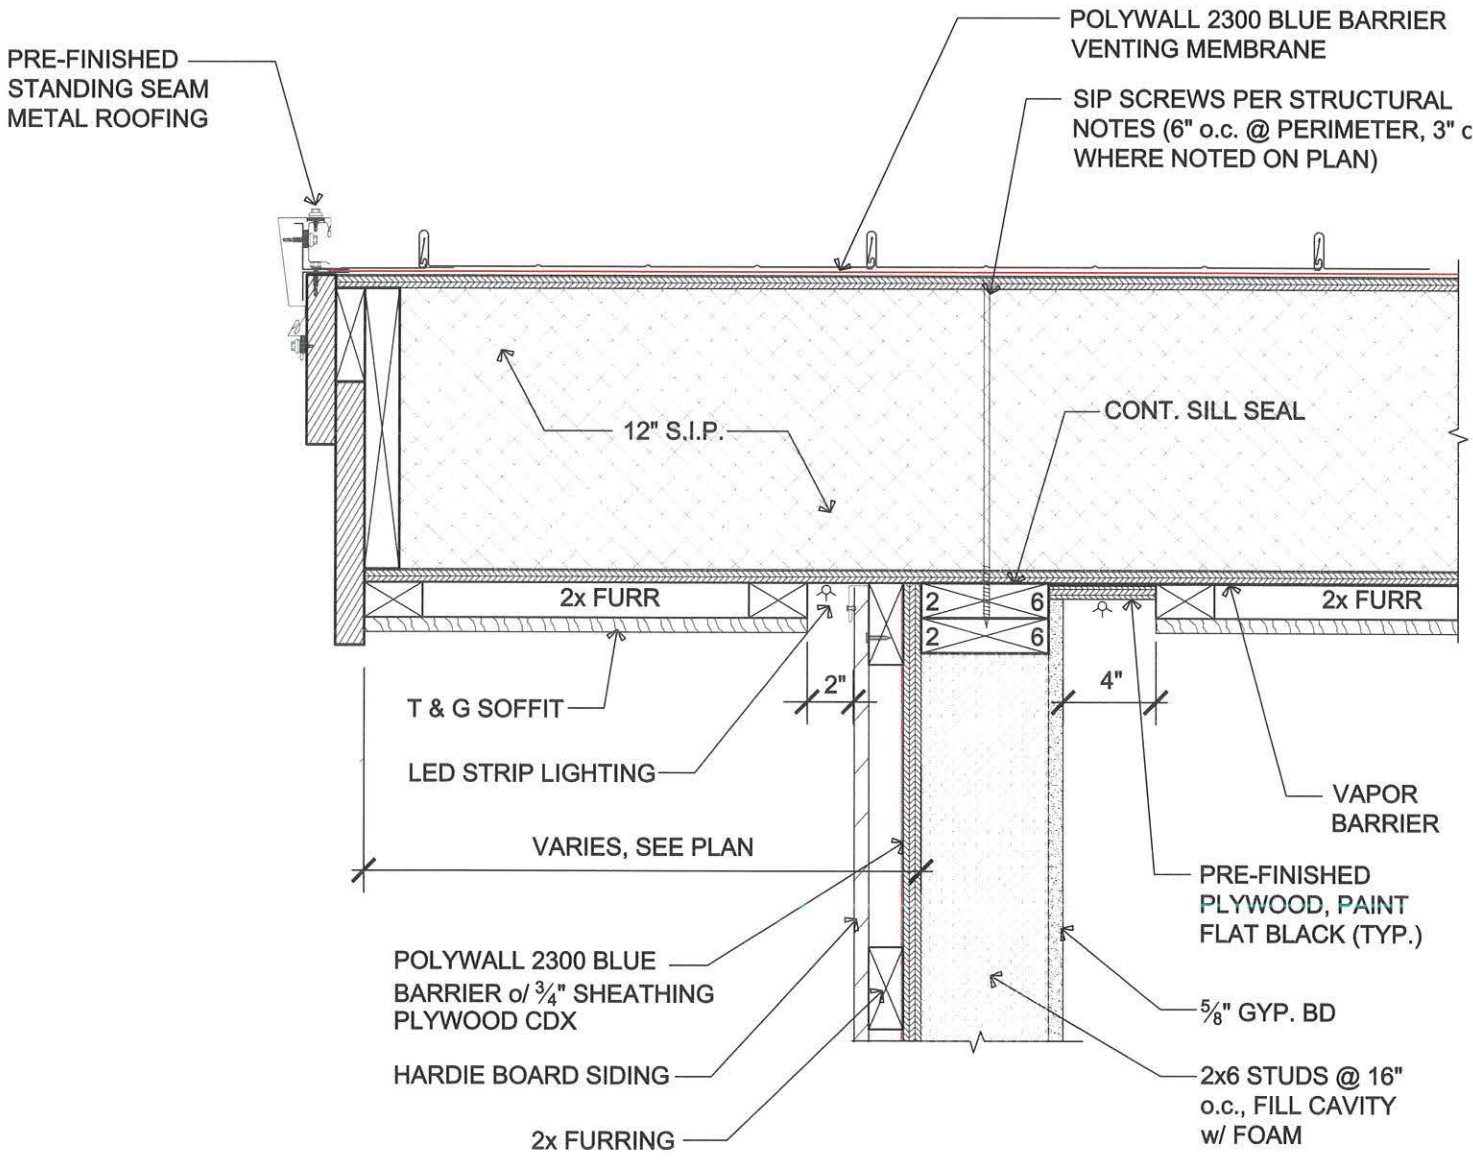 POLYWALL 2300 BLUE BARRIER
VENTING MEMBRANE
PRE-FINISHED
STANDING SEAM
METAL ROOFING
SIP SCREWS PER STRUCTURAL
NOTES (6" o.c. @ PERIMETER, 3" o
WHERE NOTED ON PLAN)
CONT. SILL SEAL
12" S.I.P.
2x FURR
2 6
2 6
2x FURR
2"
4"
T & G SOFFIT
LED STRIP LIGHTING
VAPOR
BARRIER
VARIES, SEE PLAN
PRE-FINISHED
PLYWOOD, PAINT
FLAT BLACK (TYP.)
POLYWALL 2300 BLUE
BARRIER o/ ¾" SHEATHING
PLYWOOD CDX
⅝" GYP. BD
HARDIE BOARD SIDING
2x6 STUDS @ 16"
o.c., FILL CAVITY
w/ FOAM
2x FURRING